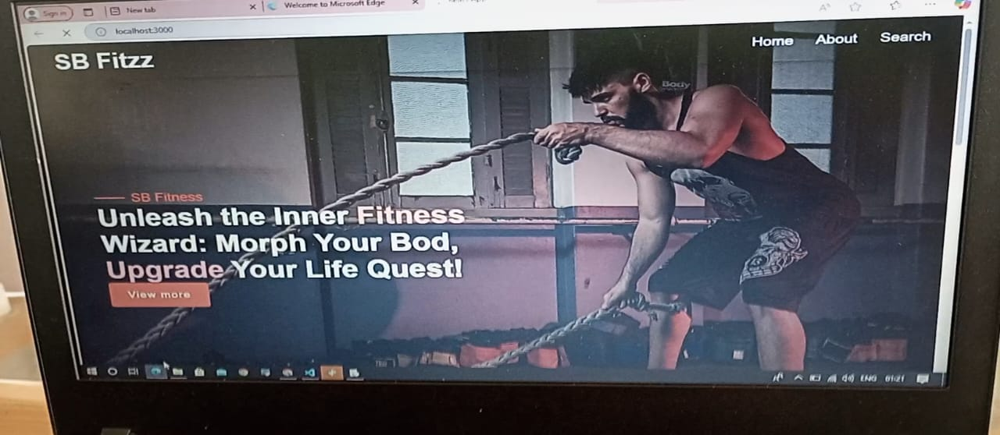 Sign in
New tab
Welcome to Microsoft Edge
localhost:3000
SB Fitzz
Home About Search
Body
SB Fitness
Unleash the Inner Fitness
Wizard: Morph Your Bod,
Upgrade Your Life Quest!
View more
ENG 01:21